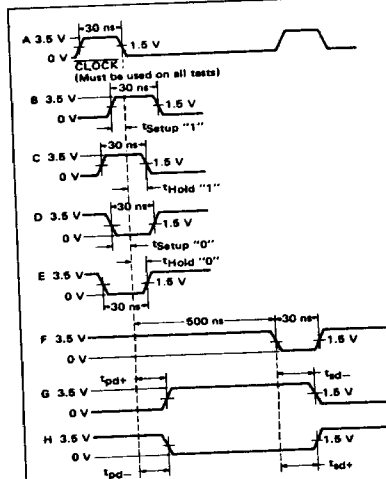 30 ns
A 3.5 V
1.5 V
0 V
CLOCK
(Must be used on all tests)
30 ns
B 3.5 V
1.5 V
0 V
tSetup "1"
30 ns
C 3.5 V
1.5 V
0 V
tHold "1"
30 ns
D 3.5 V
1.5 V
0 V
tSetup "0"
tHold "0"
E 3.5 V
1.5 V
0 V
30 ns
500 ns
30 ns
F 3.5 V
1.5 V
0 V
tpd+
tsd−
G 3.5 V
1.5 V
0 V
H 3.5 V
1.5 V
0 V
tpd−
tsd+